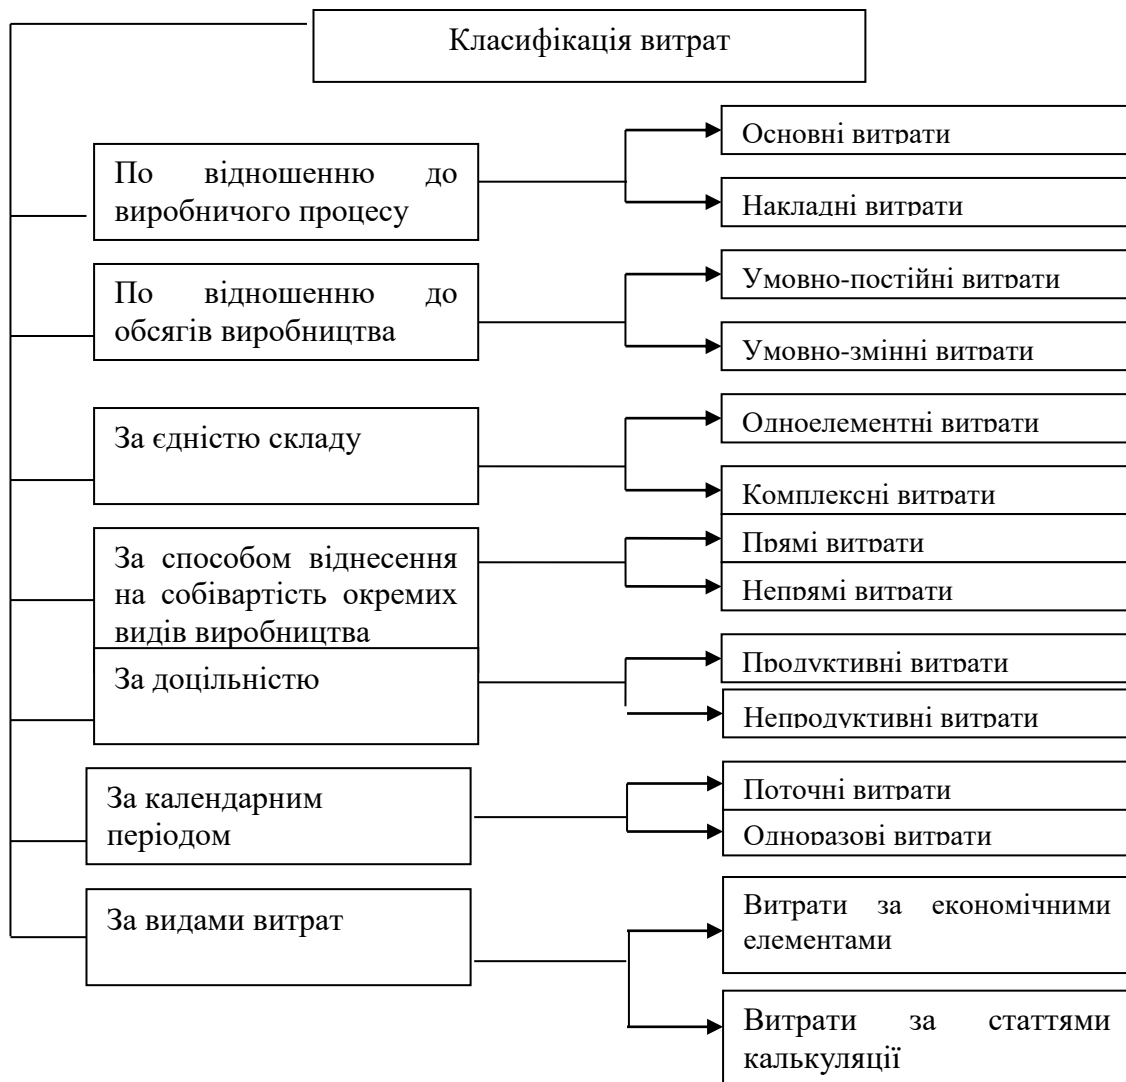 Класифікація витрат
По відношенню до
виробничого процесу
Основні витрати
Накладні витрати
По відношенню до
обсягів виробництва
Умовно-постійні витрати
Умовно-змінні витрати
За єдністю складу
Одноелементні витрати
Комплексні витрати
За способом віднесення
на собівартість окремих
видів виробництва
Прямі витрати
Непрямі витрати
За доцільністю
Продуктивні витрати
Непродуктивні витрати
За календарним
періодом
Поточні витрати
Одноразові витрати
За видами витрат
Витрати за економічними
елементами
Витрати за статтями
калькуляції